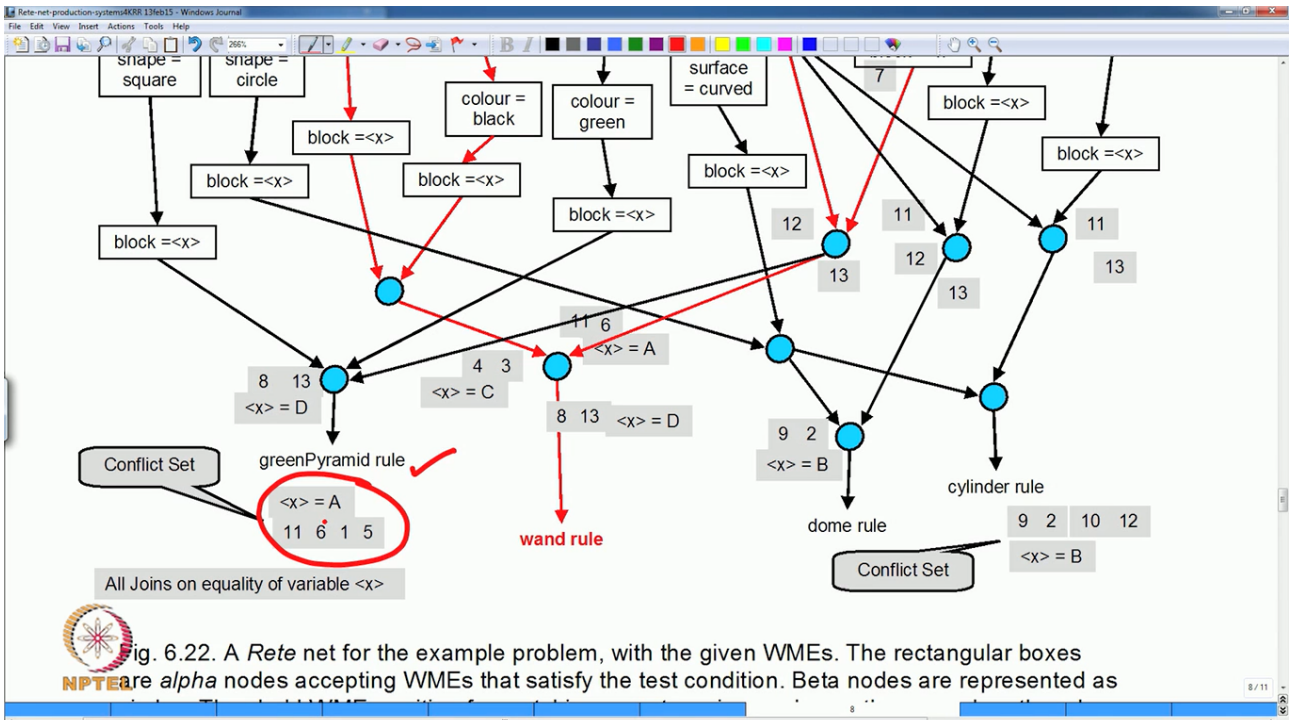 Rete-net-production-systems4KRR 13feb15 - Windows Journal
File Edit View Insert Actions Tools Help
266%
B I
shape =
square
shape =
circle
block =<x>
block =<x>
block =<x>
colour =
black
block =<x>
colour =
green
block =<x>
surface
= curved
block =<x>
7
block =<x>
block =<x>
12
13
11
12
13
11
13
11 6
<x> = A
4 3
<x> = C
8 13
<x> = D
8 13 <x> = D
9 2
<x> = B
Conflict Set
greenPyramid rule
<x> = A
11 6 1 5
wand rule
dome rule
cylinder rule
9 2 10 12
<x> = B
Conflict Set
All Joins on equality of variable <x>
NPTEL
ig. 6.22. A Rete net for the example problem, with the given WMEs. The rectangular boxes
are alpha nodes accepting WMEs that satisfy the test condition. Beta nodes are represented as
8 / 11
8